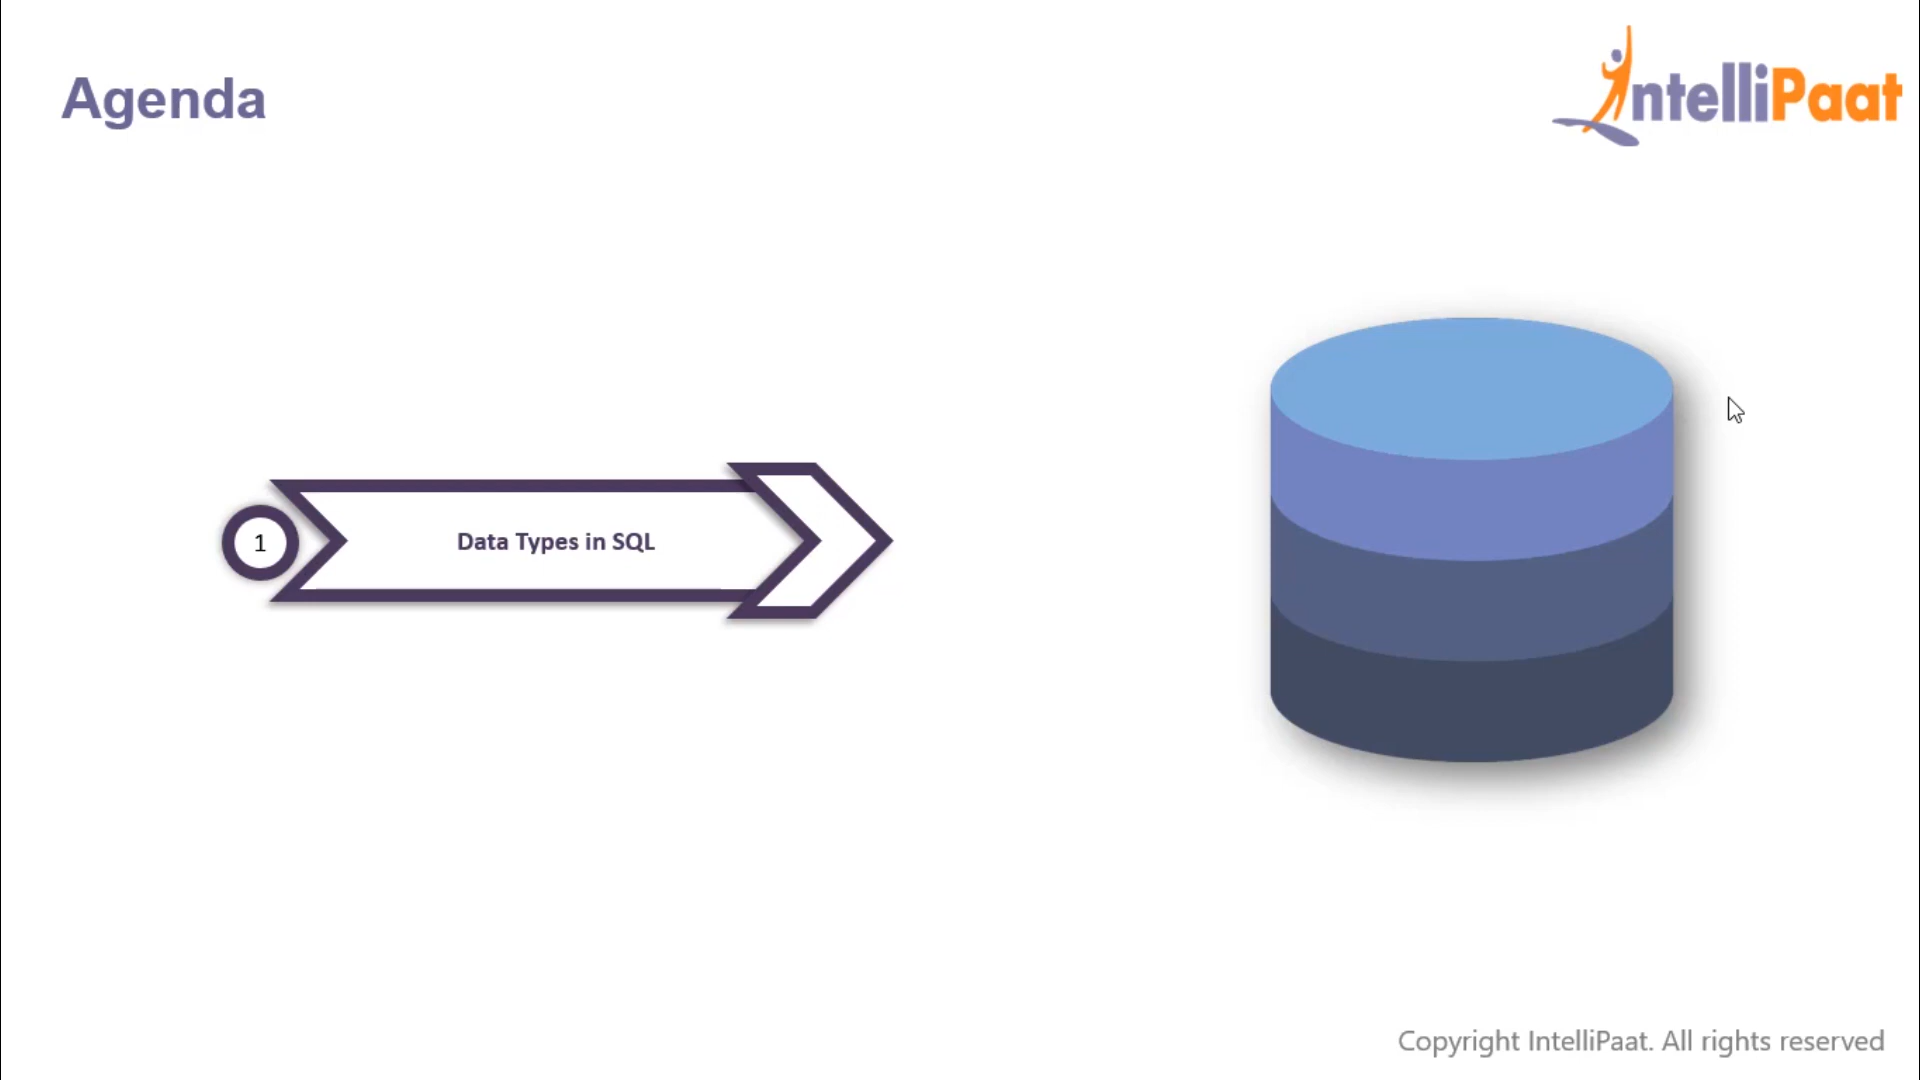 Agenda
IntelliPaat
1
Data Types in SQL
Copyright IntelliPaat. All rights reserved